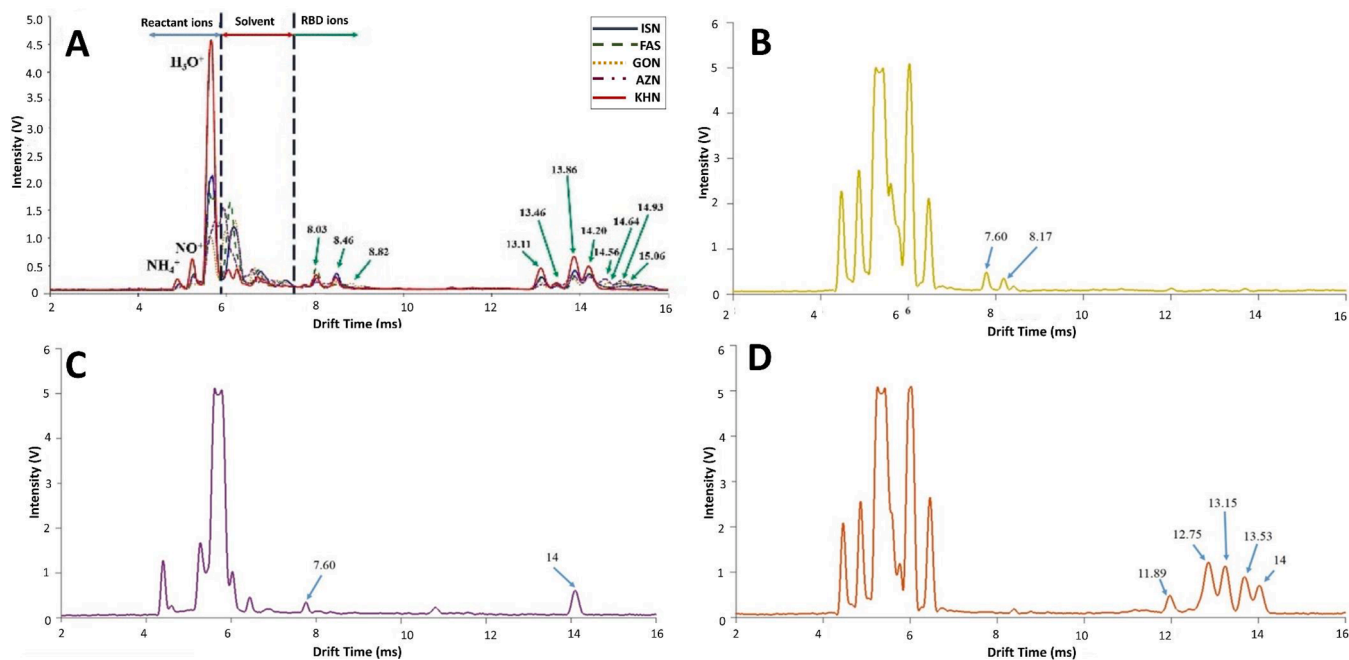 A
Reactant ions
Solvent
RBD ions
ISN
FAS
GON
AZN
KHN
H₃O⁺
NO⁺
NH₄⁺
8.03
8.46
8.82
13.11
13.46
13.86
14.20
14.56
14.64
14.93
15.06
5.0
4.5
4.0
3.5
3.0
2.5
2.0
1.5
1.0
0.5
0.0
Intensity (V)
2 4 6 8 10 12 14 16
Drift Time (ms)
B
7.60
8.17
6
5
4
3
2
1
0
Intensity (V)
2 4 6 6 8 10 12 14 16
Drift Time (ms)
C
7.60
14
6
5
4
3
2
1
0
Intensity (V)
2 4 6 8 10 12 14 16
Drift Time (ms)
D
11.89
12.75
13.15
13.53
14
6
5
4
3
2
1
0
Intensity (V)
2 4 6 8 10 12 14 16
Drift Time (ms)